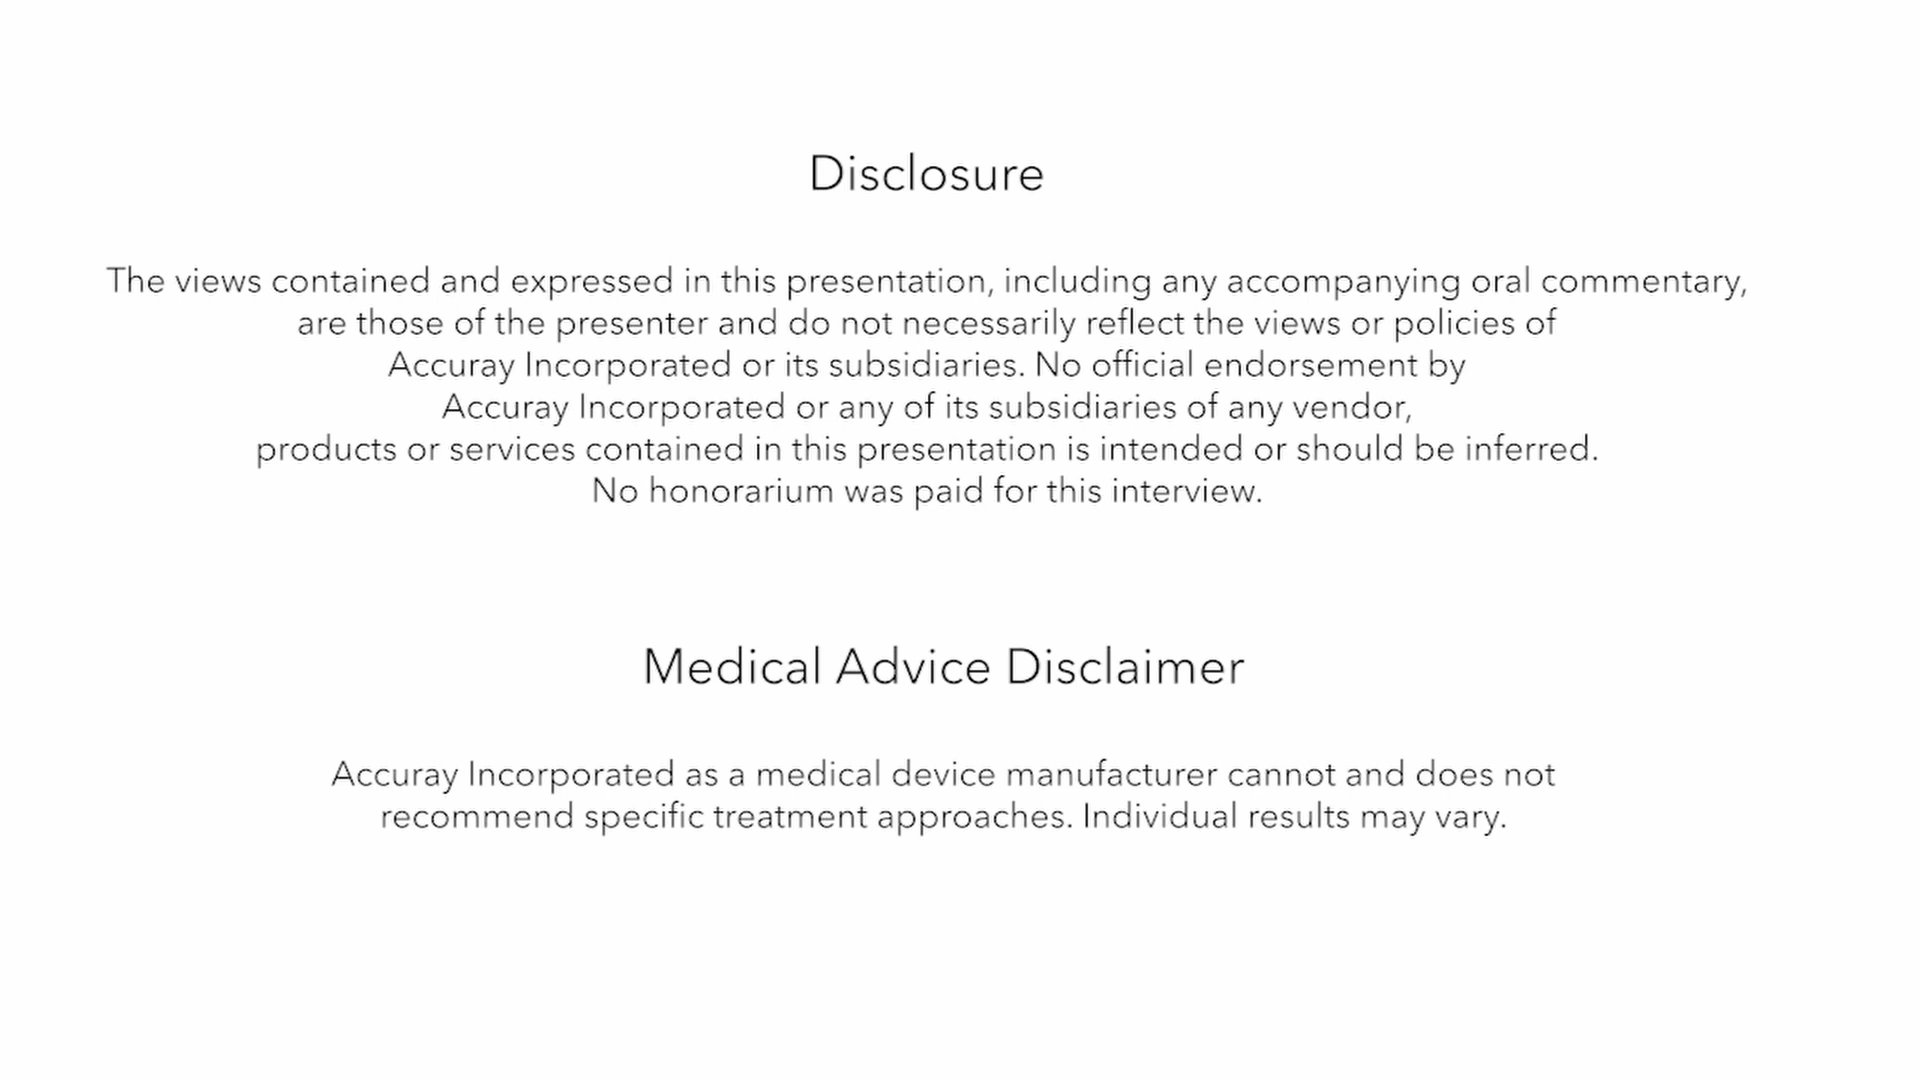 Disclosure
The views contained and expressed in this presentation, including any accompanying oral commentary,
are those of the presenter and do not necessarily reflect the views or policies of
Accuray Incorporated or its subsidiaries. No official endorsement by
Accuray Incorporated or any of its subsidiaries of any vendor,
products or services contained in this presentation is intended or should be inferred.
No honorarium was paid for this interview.
Medical Advice Disclaimer
Accuray Incorporated as a medical device manufacturer cannot and does not
recommend specific treatment approaches. Individual results may vary.